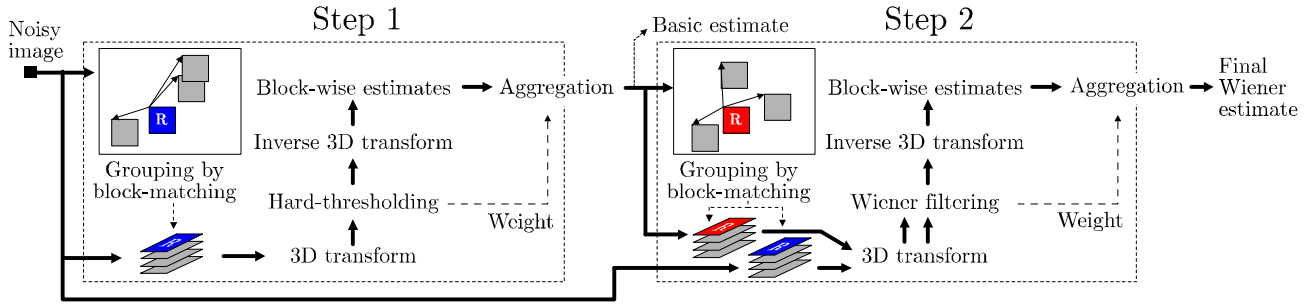 Step 1
Step 2
Noisy
image
Basic estimate
R
Block-wise estimates
Aggregation
Inverse 3D transform
Grouping by
block-matching
Hard-thresholding
Weight
3D transform
R
R
Block-wise estimates
Aggregation
Final
Wiener
estimate
Inverse 3D transform
Grouping by
block-matching
Wiener filtering
Weight
3D transform
R
R